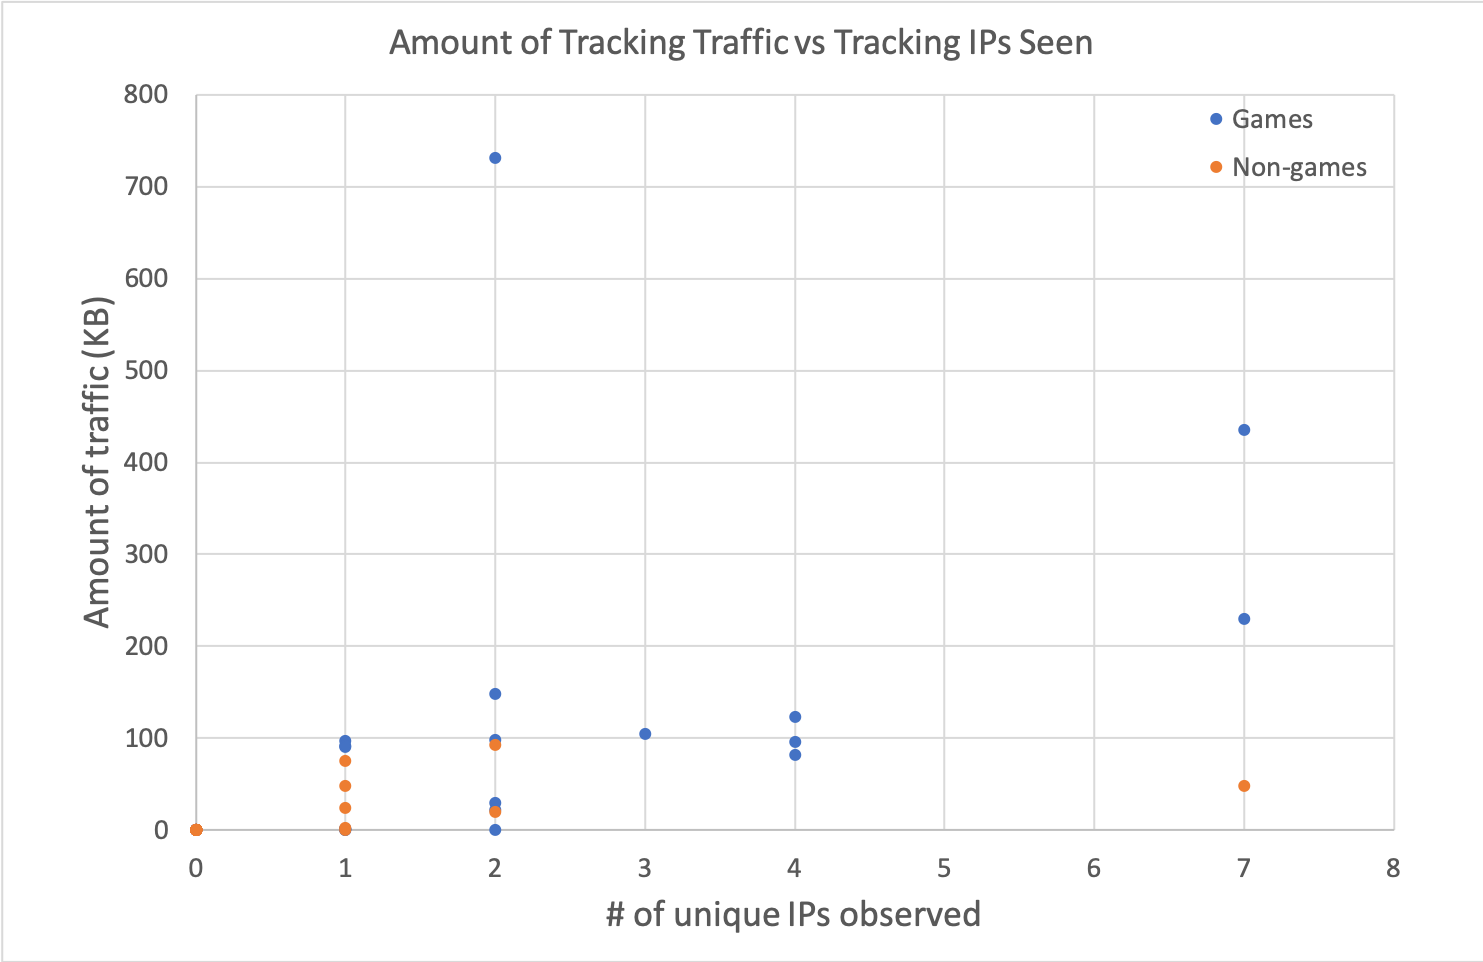 Amount of Tracking Traffic vs Tracking IPs Seen
Games
Non-games
Amount of traffic (KB)
800
700
600
500
400
300
200
100
0
0 1 2 3 4 5 6 7 8
# of unique IPs observed